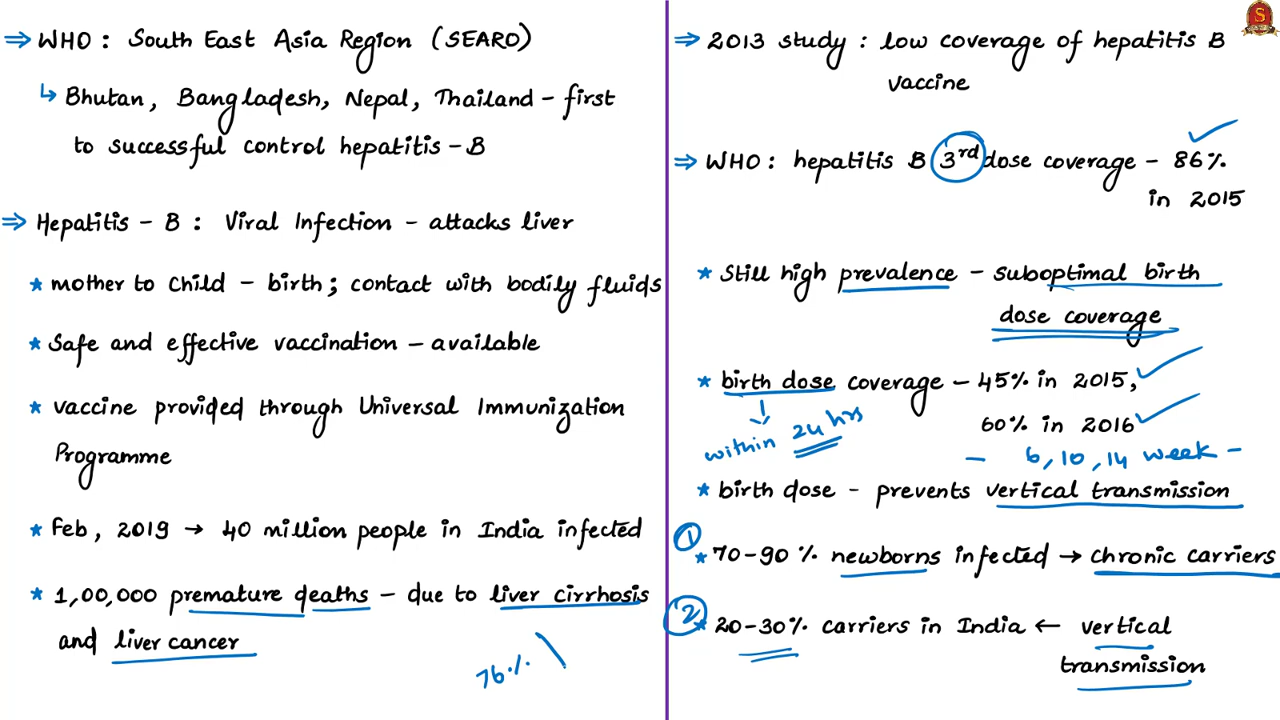 ⇒ WHO: South East Asia Region (SEARO)
↳ Bhutan, Bangladesh, Nepal, Thailand - first
to successful control hepatitis - B
⇒ Hepatitis - B: Viral Infection - attacks liver
* mother to child - birth; contact with bodily fluids
* Safe and effective vaccination - available
* vaccine provided through Universal Immunization
Programme
* Feb, 2019 → 40 million people in India infected
* 1,00,000 premature deaths - due to liver cirrhosis
and liver cancer
76%
⇒ 2013 study: low coverage of hepatitis B
vaccine
⇒ WHO: hepatitis B 3rd dose coverage - 86%
in 2015
* Still high prevalence - suboptimal birth
dose coverage
* birth dose coverage - 45% in 2015,
60% in 2016
within 24 hrs
- 6, 10, 14 week -
* birth dose - prevents vertical transmission
1
* 70-90% newborns infected → chronic carriers
2
* 20-30% carriers in India ← vertical
transmission
S